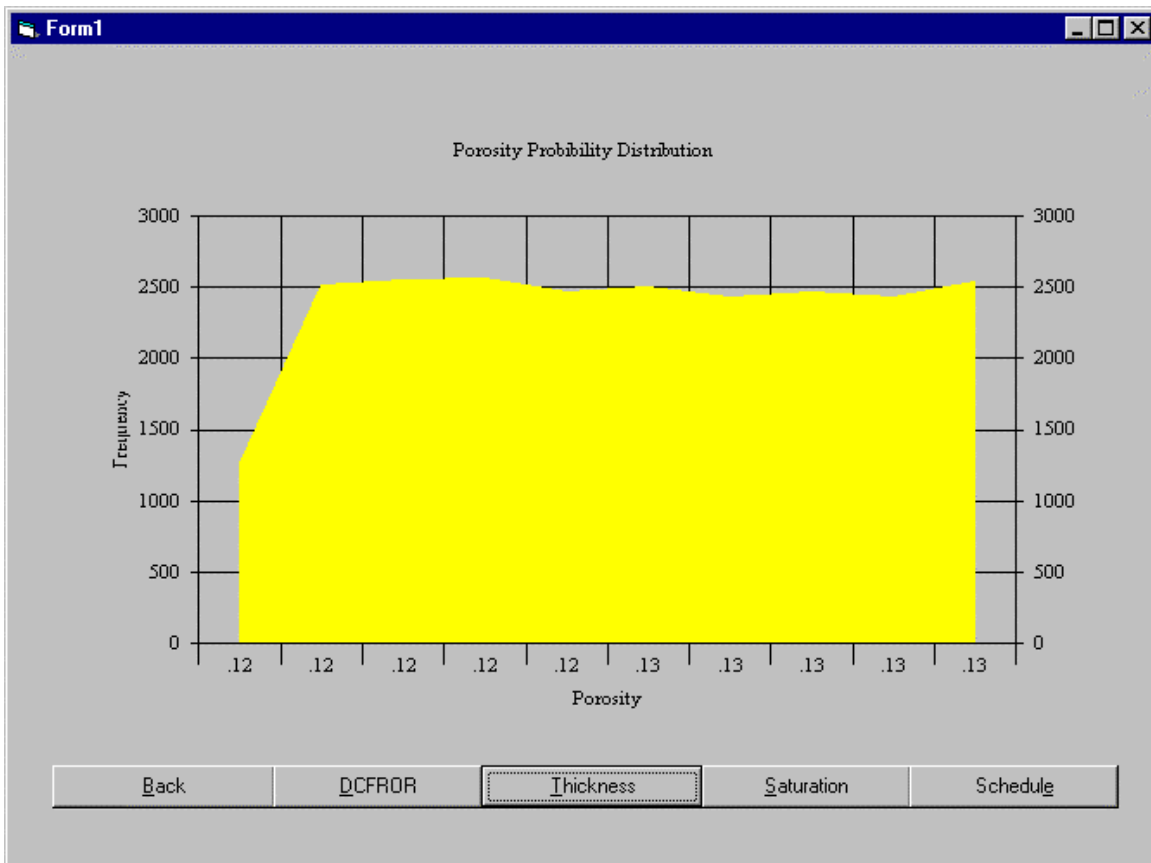 Form1
Porosity Probibility Distribution
3000 3000
2500 2500
2000 2000
1500 1500
1000 1000
500 500
0 0
Frequency
.12 .12 .12 .12 .12 .13 .13 .13 .13 .13
Porosity
Back DCFROR Thickness Saturation Schedule